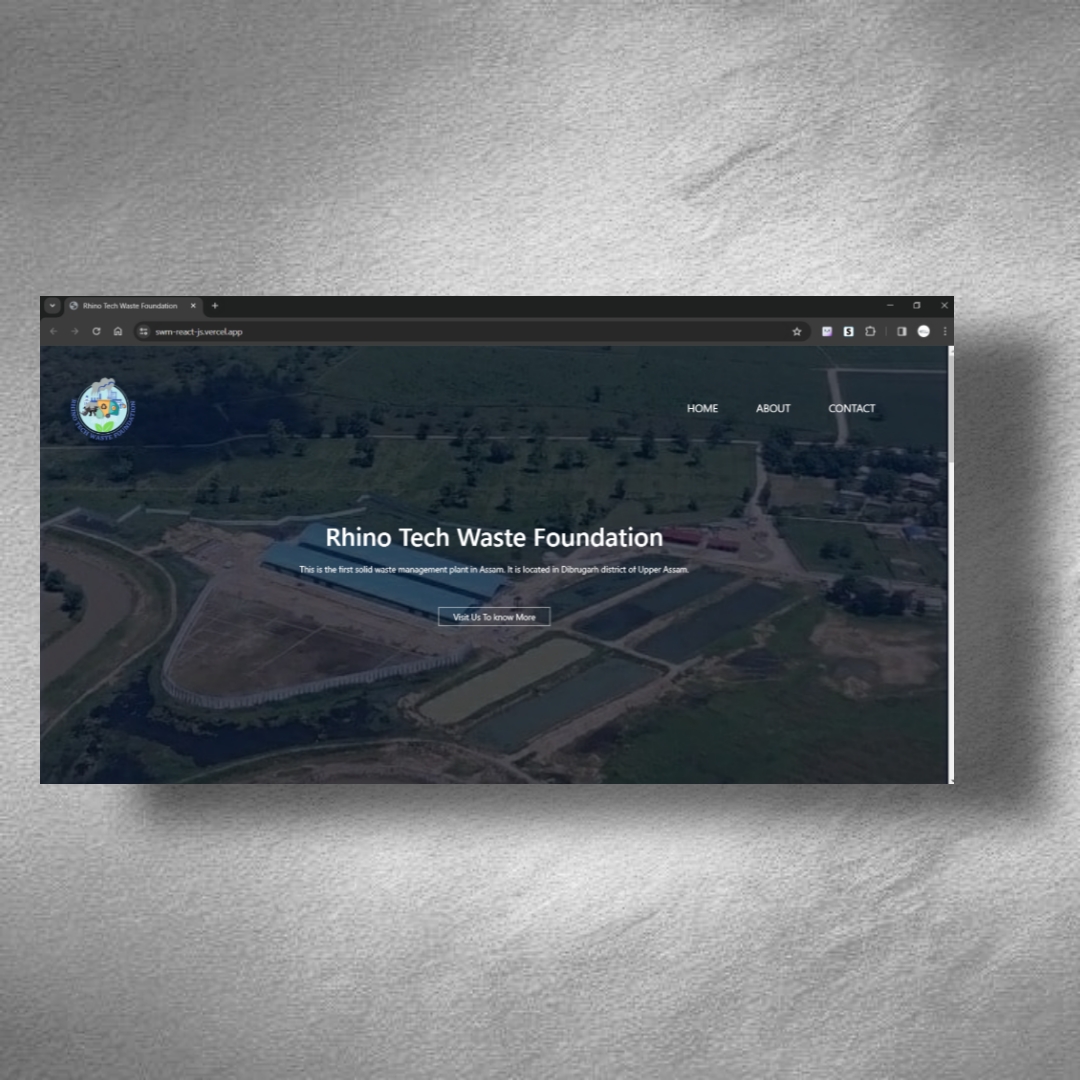 Rhino Tech Waste Foundation
swm-react-js.vercel.app
RHINO TECH WASTE FOUNDATION
HOME ABOUT CONTACT
Rhino Tech Waste Foundation
This is the first solid waste management plant in Assam. It is located in Dibrugarh district of Upper Assam.
Visit Us To know More